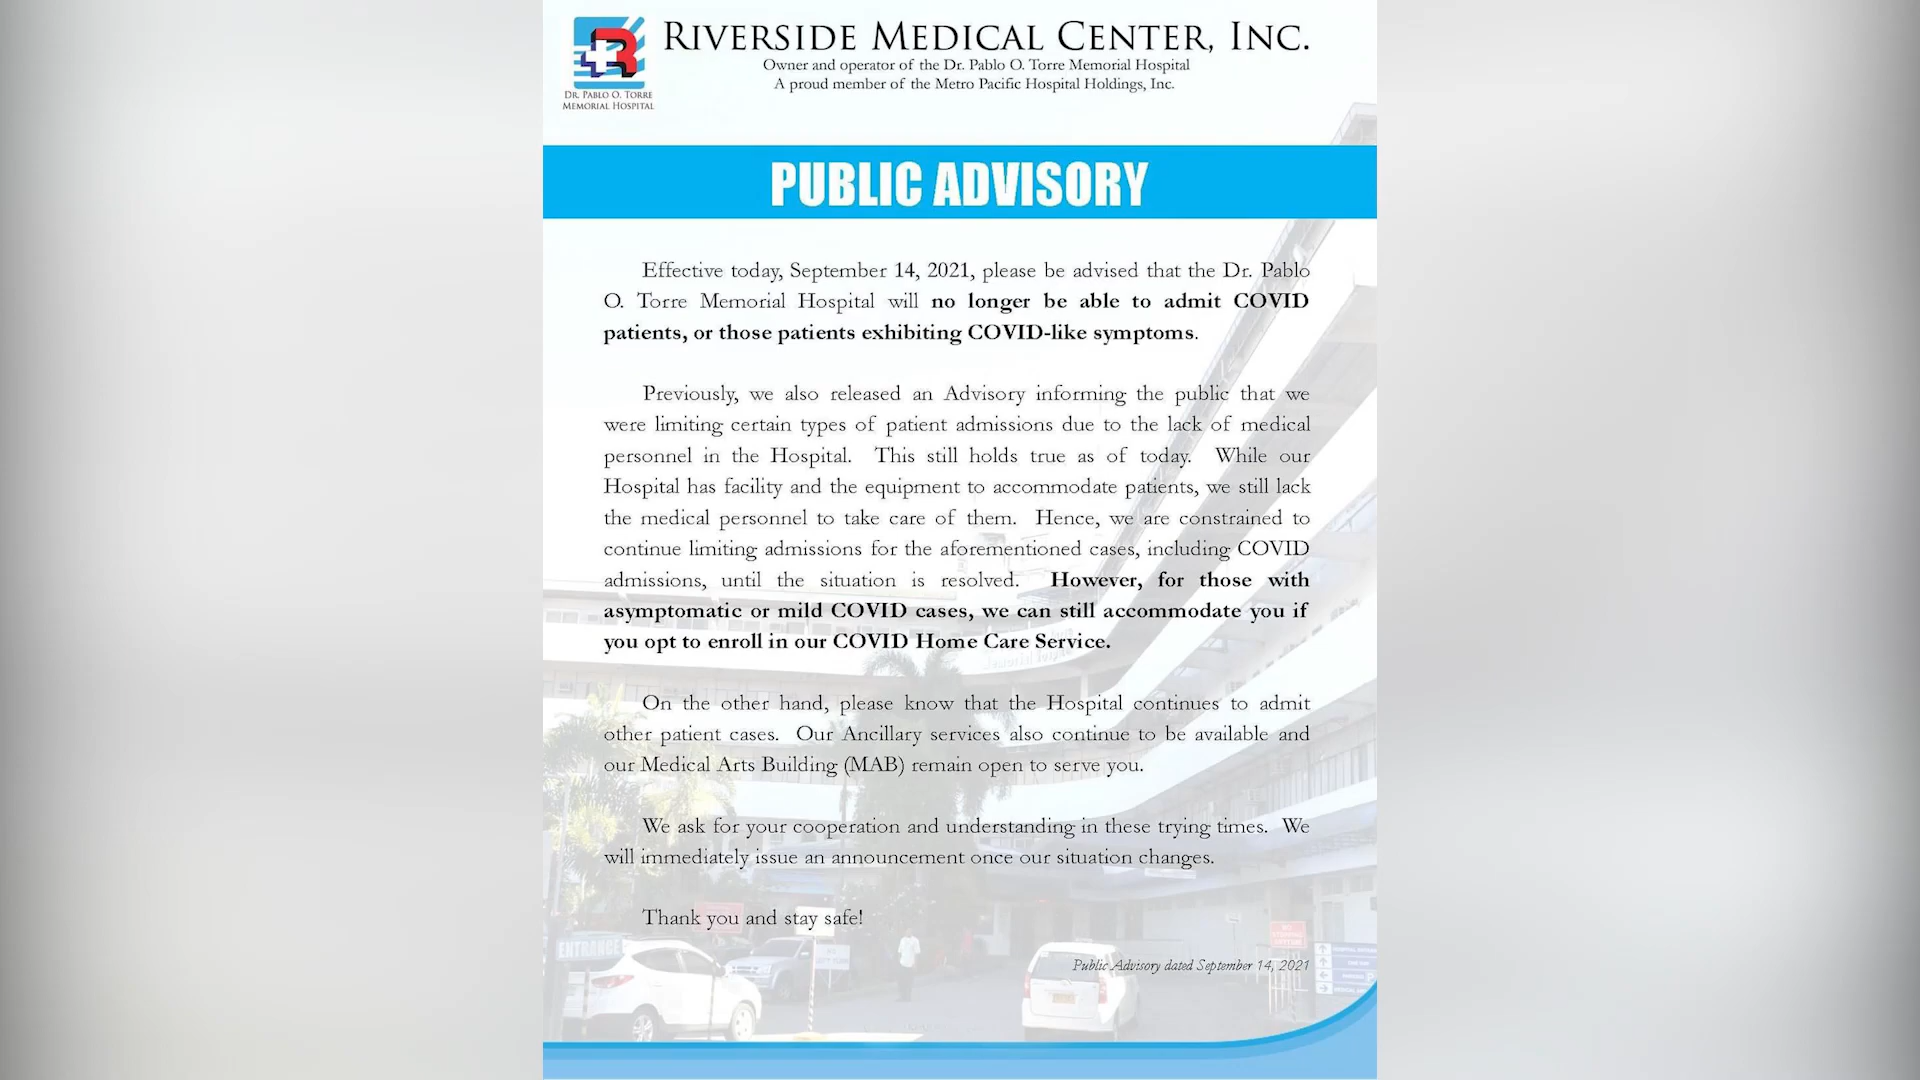 RIVERSIDE MEDICAL CENTER, INC.
Owner and operator of the Dr. Pablo O. Torre Memorial Hospital
A proud member of the Metro Pacific Hospital Holdings, Inc.
DR. PABLO O. TORRE
MEMORIAL HOSPITAL
PUBLIC ADVISORY
Effective today, September 14, 2021, please be advised that the Dr. Pablo
O. Torre Memorial Hospital will no longer be able to admit COVID
patients, or those patients exhibiting COVID-like symptoms.
Previously, we also released an Advisory informing the public that we
were limiting certain types of patient admissions due to the lack of medical
personnel in the Hospital. This still holds true as of today. While our
Hospital has facility and the equipment to accommodate patients, we still lack
the medical personnel to take care of them. Hence, we are constrained to
continue limiting admissions for the aforementioned cases, including COVID
admissions, until the situation is resolved. However, for those with
asymptomatic or mild COVID cases, we can still accommodate you if
you opt to enroll in our COVID Home Care Service.
On the other hand, please know that the Hospital continues to admit
other patient cases. Our Ancillary services also continue to be available and
our Medical Arts Building (MAB) remain open to serve you.
We ask for your cooperation and understanding in these trying times. We
will immediately issue an announcement once our situation changes.
Thank you and stay safe!
ENTRANCE
Public Advisory dated September 14, 2021